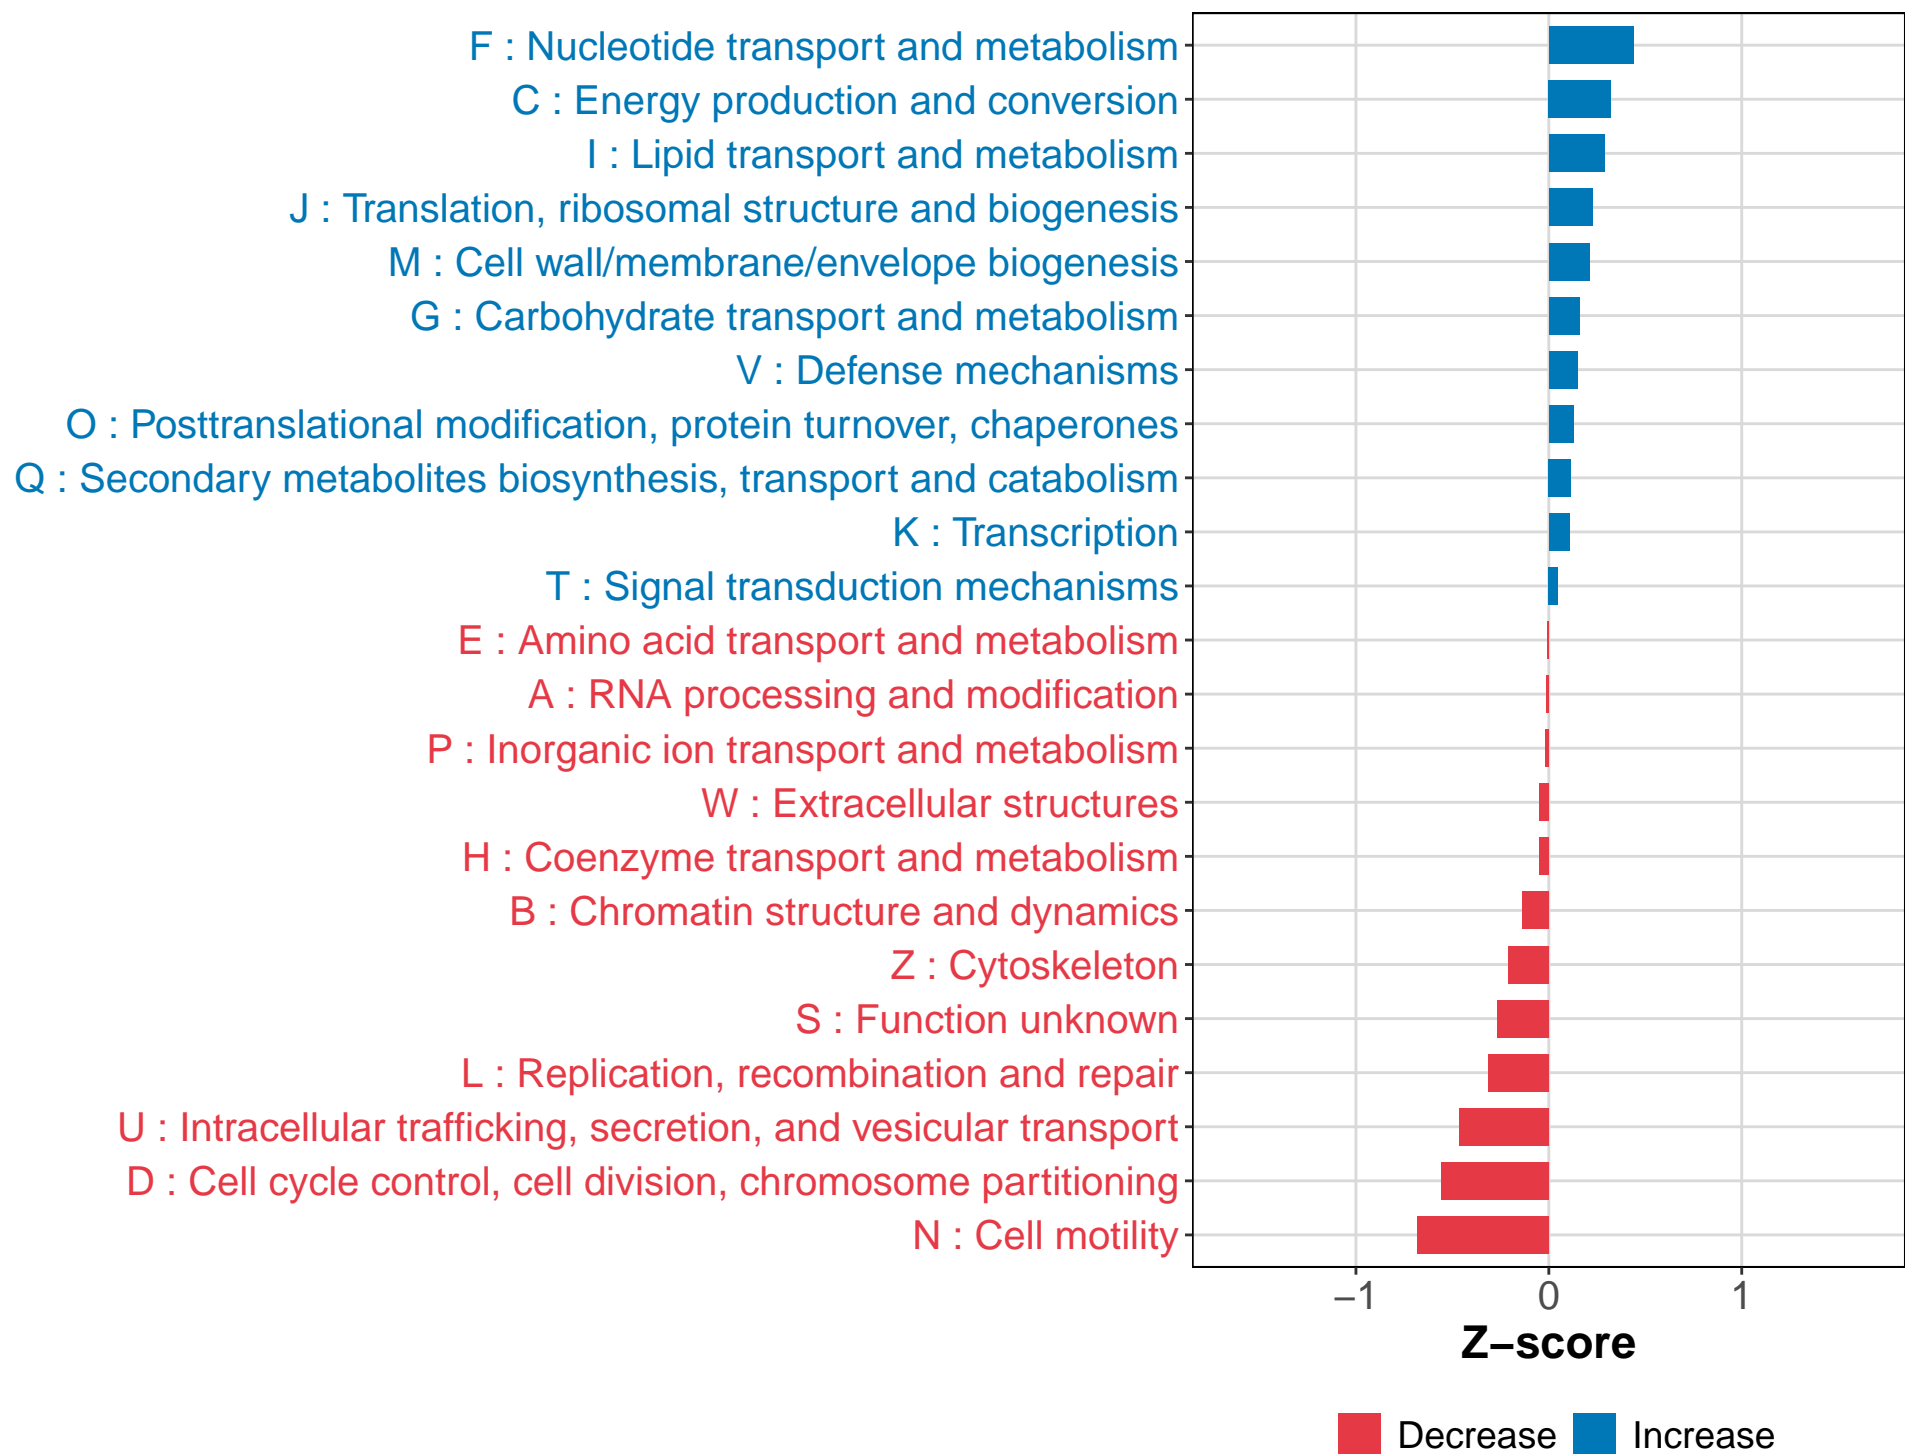 F : Nucleotide transport and metabolism
C : Energy production and conversion
I : Lipid transport and metabolism
J : Translation, ribosomal structure and biogenesis
M : Cell wall/membrane/envelope biogenesis
G : Carbohydrate transport and metabolism
V : Defense mechanisms
O : Posttranslational modification, protein turnover, chaperones
Q : Secondary metabolites biosynthesis, transport and catabolism
K : Transcription
T : Signal transduction mechanisms
E : Amino acid transport and metabolism
A : RNA processing and modification
P : Inorganic ion transport and metabolism
W : Extracellular structures
H : Coenzyme transport and metabolism
B : Chromatin structure and dynamics
Z : Cytoskeleton
S : Function unknown
L : Replication, recombination and repair
U : Intracellular trafficking, secretion, and vesicular transport
D : Cell cycle control, cell division, chromosome partitioning
N : Cell motility
−1 0 1
Z−score
Decrease Increase